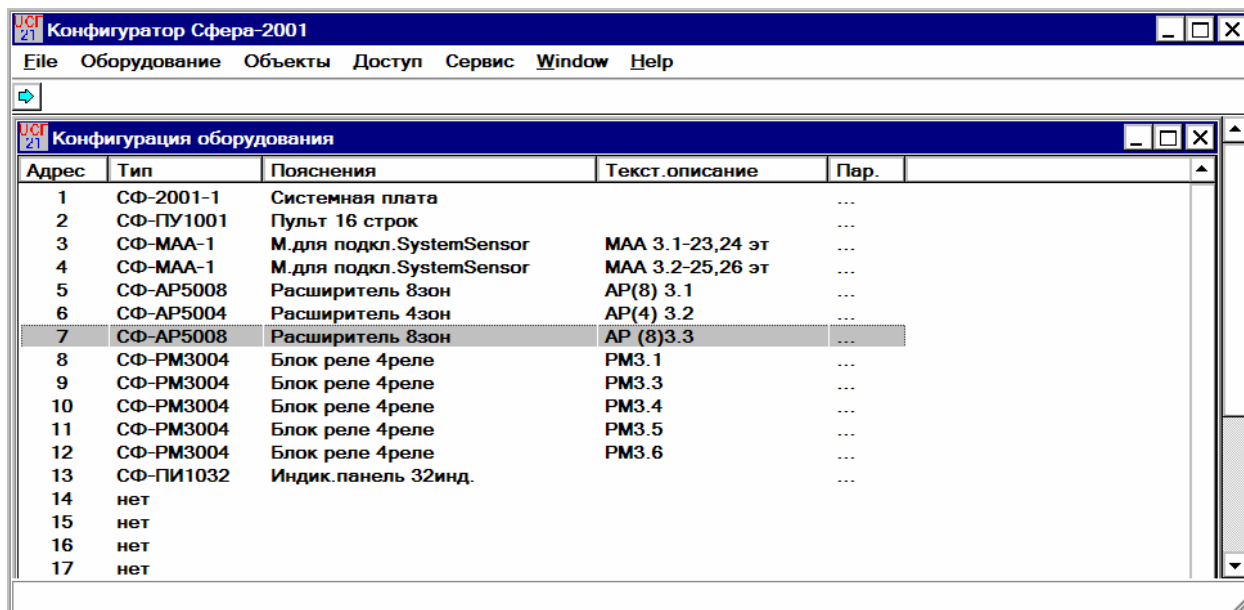 ЦСГ 21 Конфигуратор Сфера-2001
File Оборудование Объекты Доступ Сервис Window Help
ЦСГ 21 Конфигурация оборудования
Адрес Тип Пояснения Текст.описание Пар.
1 СФ-2001-1 Системная плата ...
2 СФ-ПУ1001 Пульт 16 строк ...
3 СФ-МАА-1 М.для подкл.SystemSensor МАА 3.1-23,24 эт ...
4 СФ-МАА-1 М.для подкл.SystemSensor МАА 3.2-25,26 эт ...
5 СФ-АР5008 Расширитель 8зон АР(8) 3.1 ...
6 СФ-АР5004 Расширитель 4зон АР(4) 3.2 ...
7 СФ-АР5008 Расширитель 8зон АР (8)3.3 ...
8 СФ-РМ3004 Блок реле 4реле РМ3.1 ...
9 СФ-РМ3004 Блок реле 4реле РМ3.3 ...
10 СФ-РМ3004 Блок реле 4реле РМ3.4 ...
11 СФ-РМ3004 Блок реле 4реле РМ3.5 ...
12 СФ-РМ3004 Блок реле 4реле РМ3.6 ...
13 СФ-ПИ1032 Индик.панель 32инд. ...
14 нет
15 нет
16 нет
17 нет